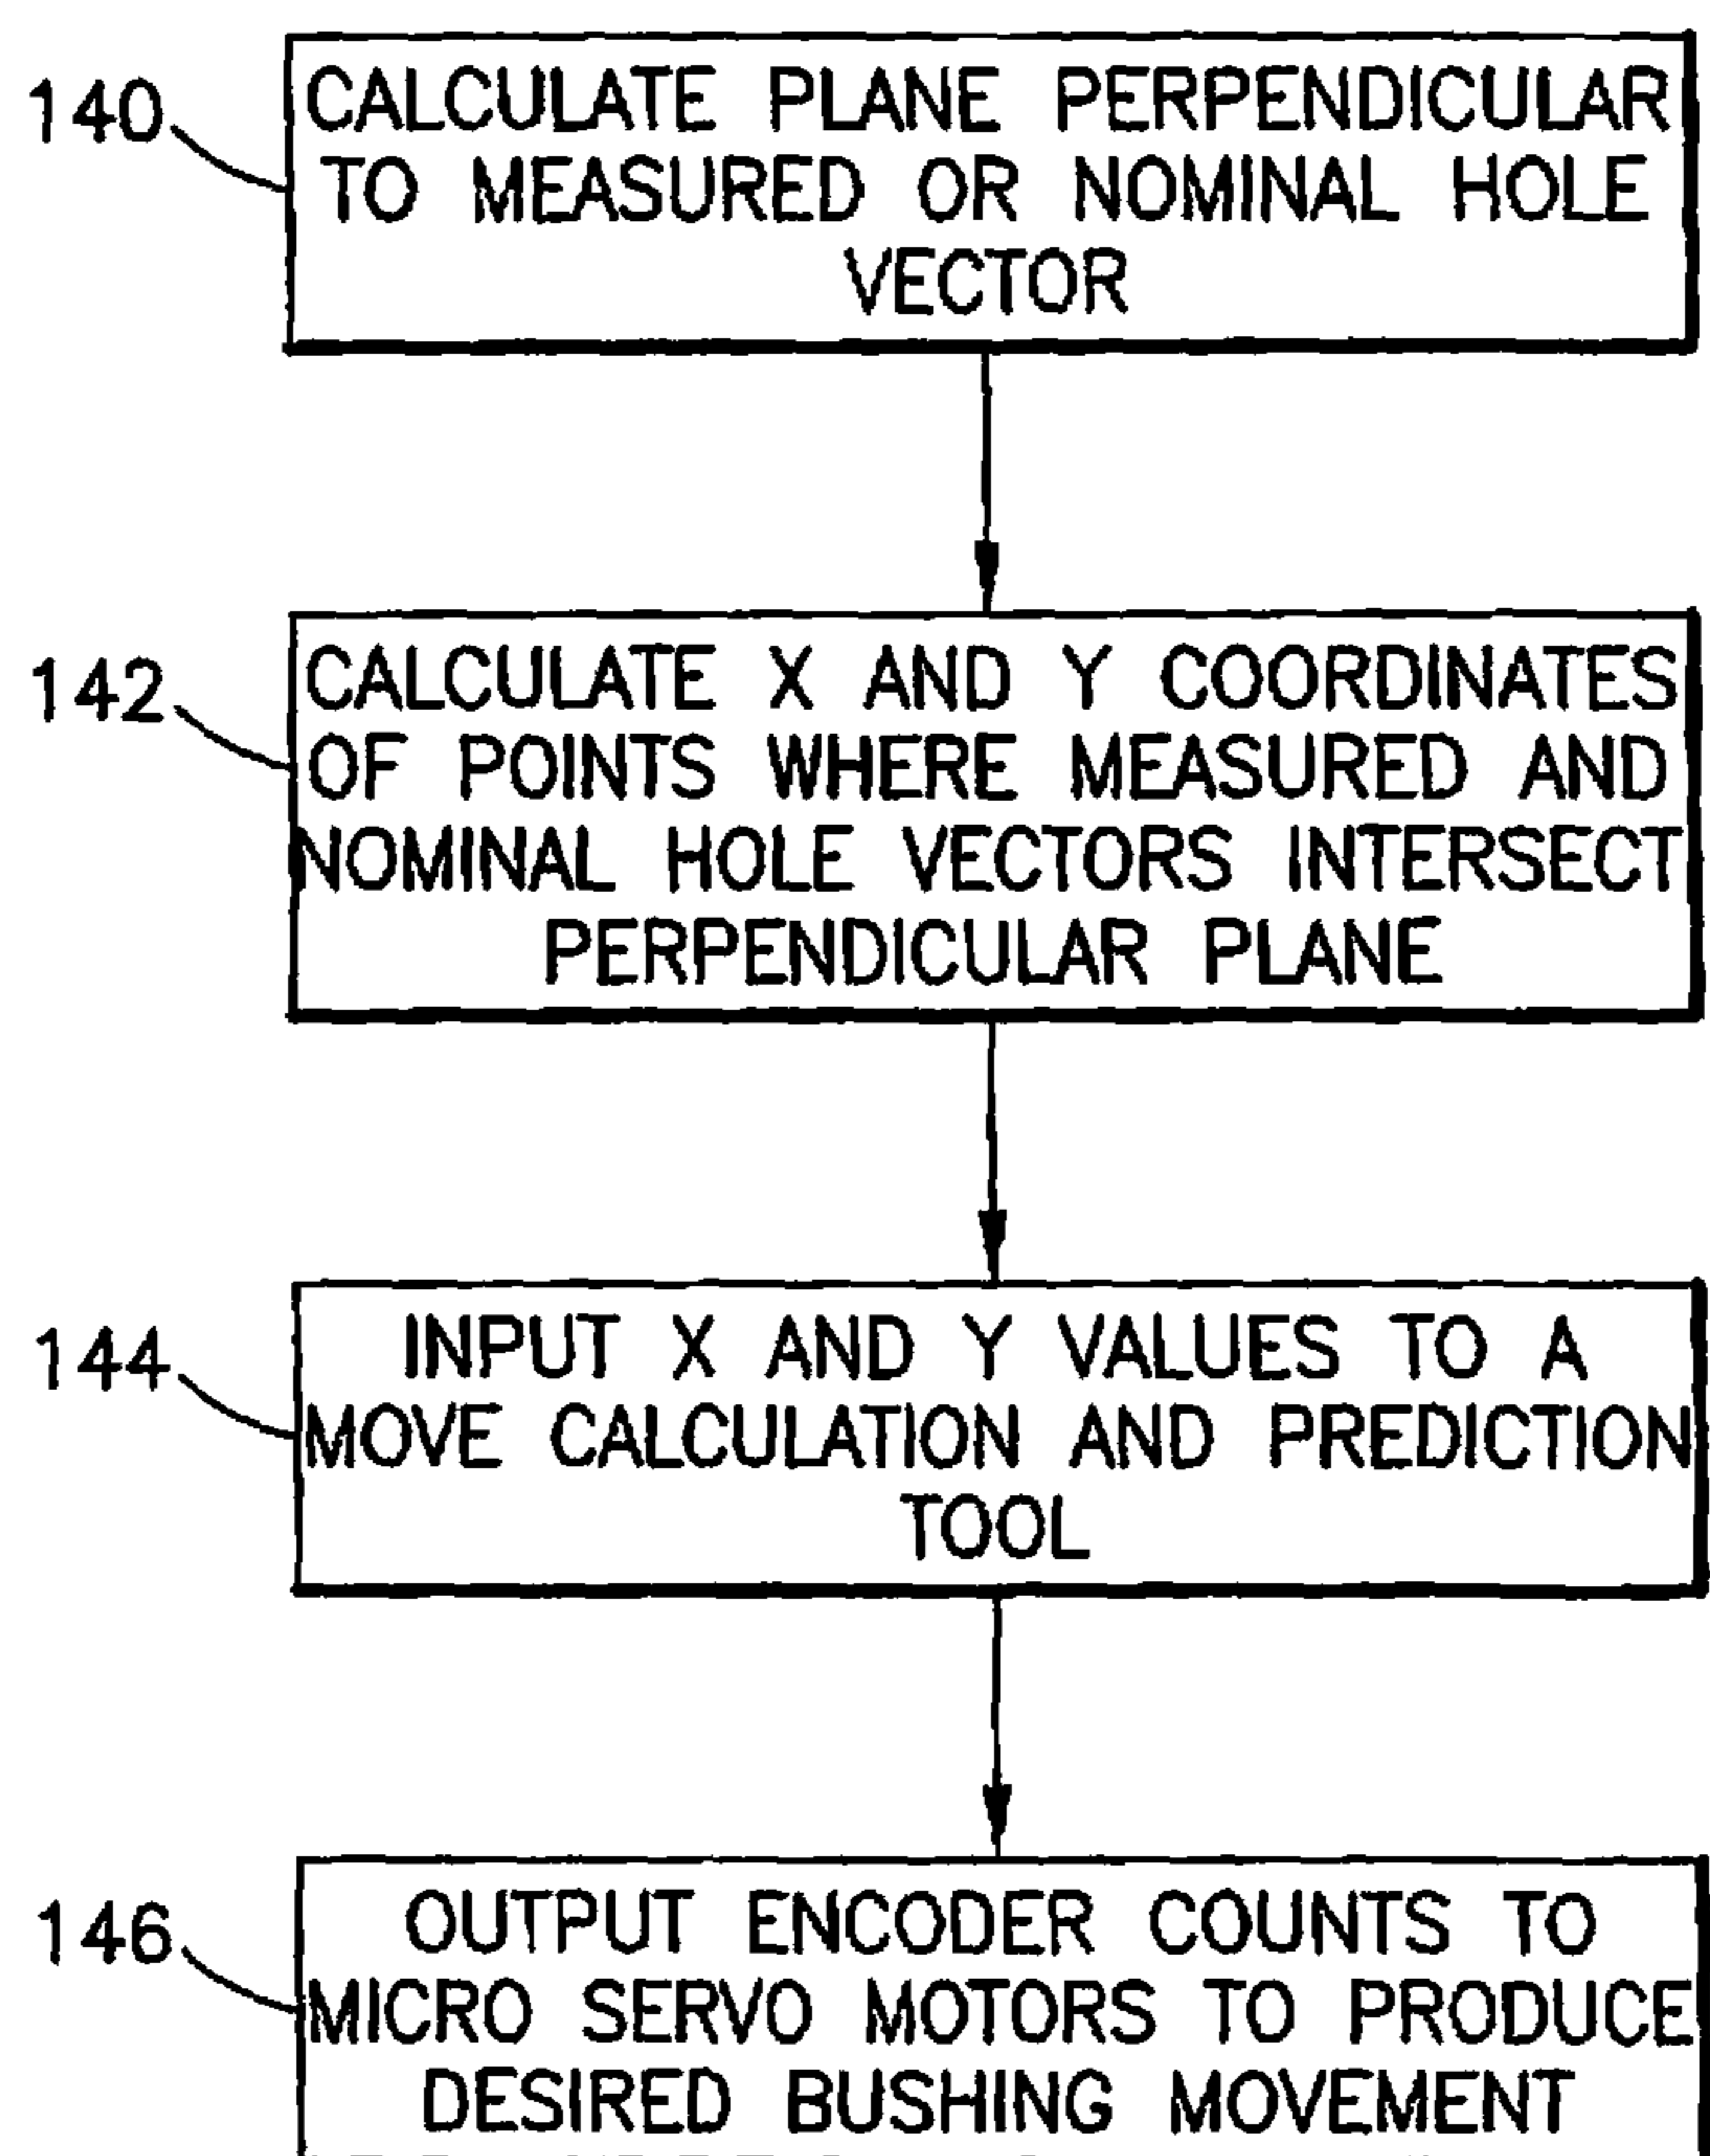 140
CALCULATE PLANE PERPENDICULAR
TO MEASURED OR NOMINAL HOLE
VECTOR
142
CALCULATE X AND Y COORDINATES
OF POINTS WHERE MEASURED AND
NOMINAL HOLE VECTORS INTERSECT
PERPENDICULAR PLANE
144
INPUT X AND Y VALUES TO A
MOVE CALCULATION AND PREDICTION
TOOL
146
OUTPUT ENCODER COUNTS TO
MICRO SERVO MOTORS TO PRODUCE
DESIRED BUSHING MOVEMENT